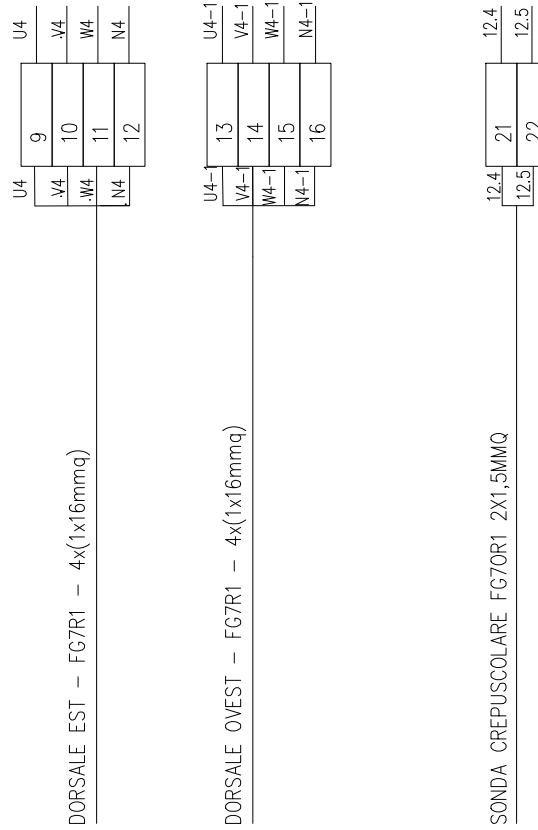 U4
.V4
W4
N4
9
10
11
12
U4
.V4
.W4
N4
DORSALE EST – FG7R1 – 4x(1x16mmq)
U4-1
V4-1
W4-1
N4-1
13
14
15
16
U4-1
V4-1
W4-1
N4-1
DORSALE OVEST – FG7R1 – 4x(1x16mmq)
12.4
12.5
21
22
12.4
12.5
SONDA CREPUSCOLARE FG7OR1 2X1,5MMQ